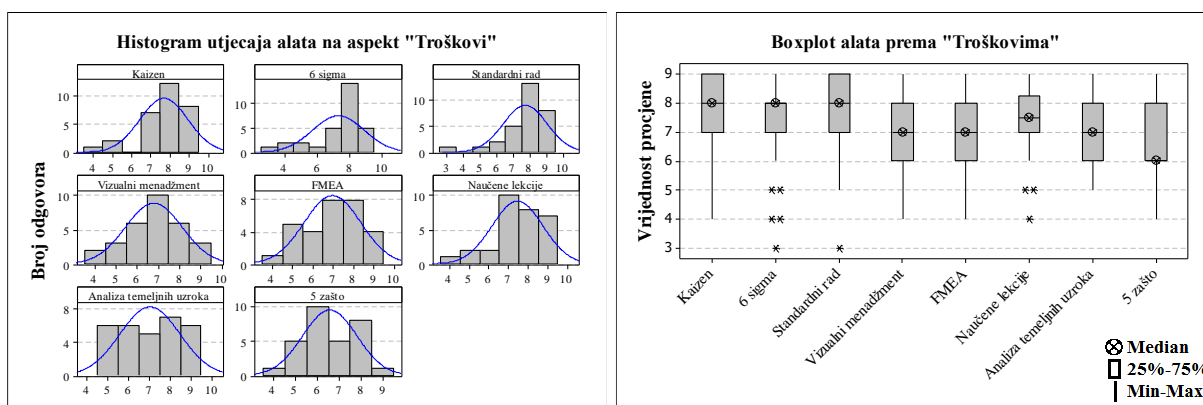 Histogram utjecaja alata na aspekt "Troškovi"
Broj odgovora
Kaizen
10
5
0
4 5 6 7 8 9 10
6 sigma
10
5
0
4 6 8 10
Standardni rad
10
5
0
3 4 5 6 7 8 9 10
Vizualni menadžment
10
5
0
4 5 6 7 8 9 10
FMEA
8
4
0
4 5 6 7 8 9 10
Naučene lekcije
10
5
0
4 5 6 7 8 9 10
Analiza temeljnih uzroka
8
4
0
4 5 6 7 8 9 10
5 zašto
10
5
0
4 5 6 7 8 9
Boxplot alata prema "Troškovima"
Vrijednost procjene
9
8
7
6
5
4
3
Kaizen
6 sigma
Standardni rad
Vizualni menadžment
FMEA
Naučene lekcije
Analiza temeljnih uzroka
5 zašto
Median
25%-75%
Min-Max